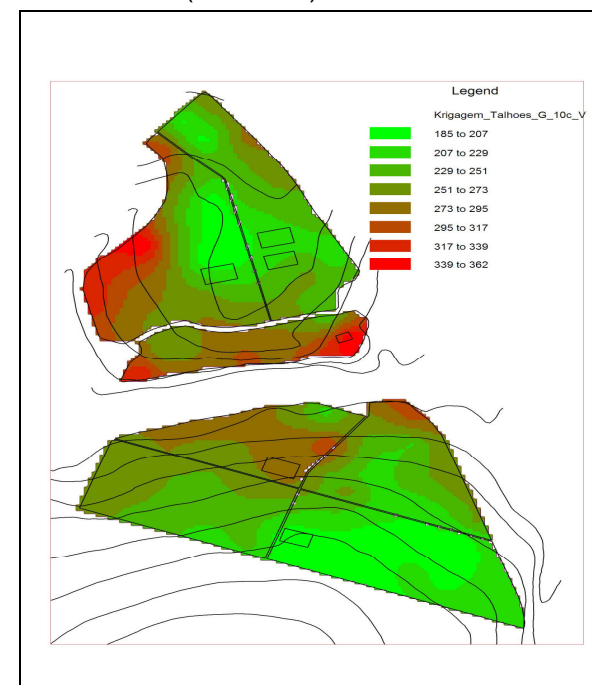 Legend
Krigagem_Talhoes_G_10c_V
185 to 207
207 to 229
229 to 251
251 to 273
273 to 295
295 to 317
317 to 339
339 to 362